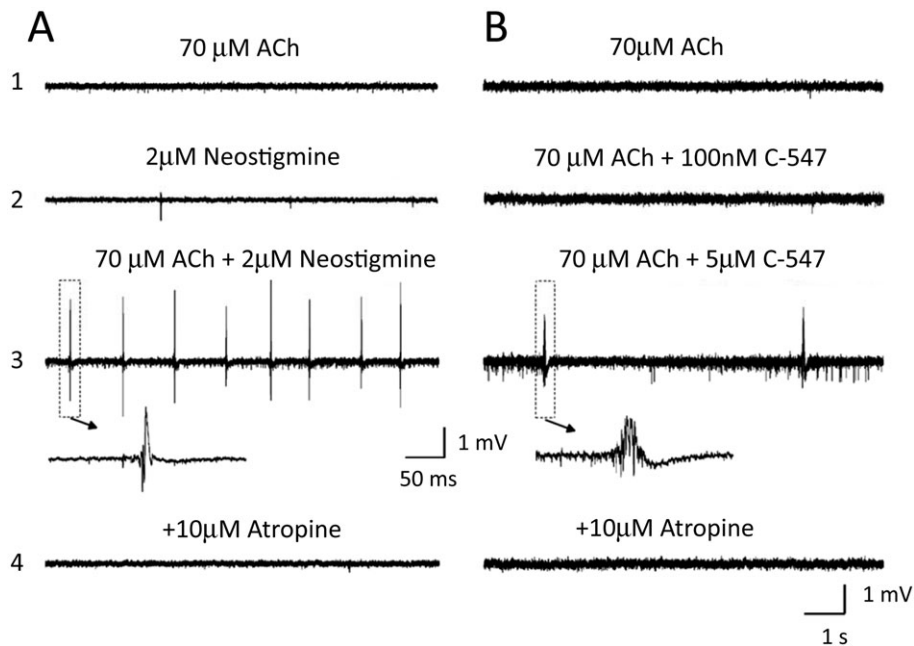 A
B
70 μM ACh
70μM ACh
1
2μM Neostigmine
70 μM ACh + 100nM C-547
2
70 μM ACh + 2μM Neostigmine
70 μM ACh + 5μM C-547
3
1 mV
50 ms
+10μM Atropine
+10μM Atropine
4
1 mV
1 s